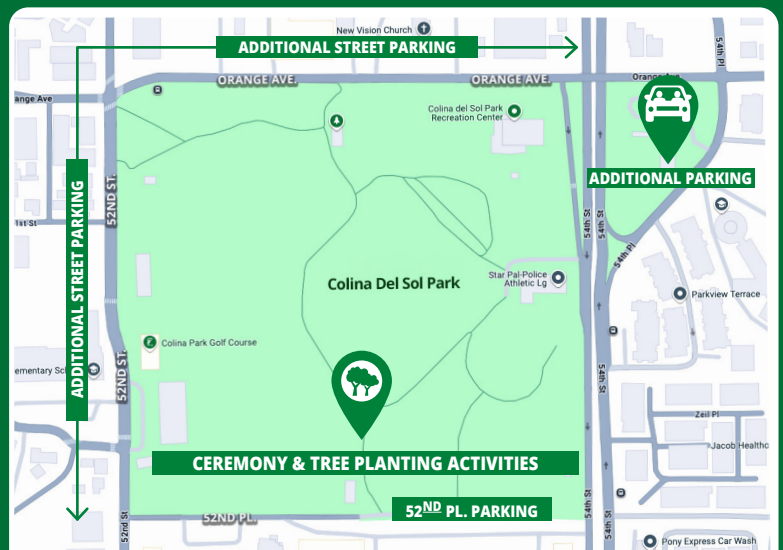 New Vision Church
ADDITIONAL STREET PARKING
54th Pl
ORANGE AVE.
ORANGE AVE.
Orange Ave
ange Ave
Colina del Sol Park
Recreation Center
ADDITIONAL PARKING
ADDITIONAL STREET PARKING
52ND ST.
1st St
54th St
54th St
54th Pl
Star Pal-Police
Athletic Lg
Colina Del Sol Park
Parkview Terrace
Colina Park Golf Course
ementary Sc
52ND ST.
54th St
Zeil Pl
Jacob Healthc
CEREMONY & TREE PLANTING ACTIVITIES
52ND PL. PARKING
52ND PL.
52nd St
54th St
Pony Express Car Wash